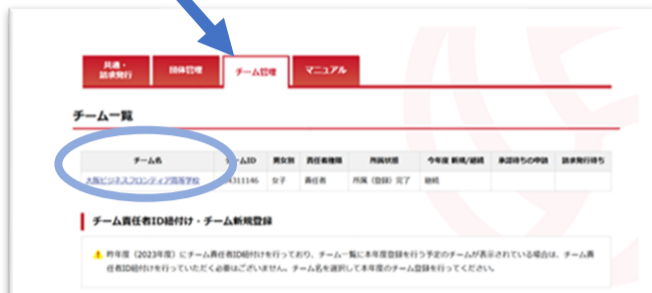 共通・
請求発行
団体管理
チーム管理
マニュアル
チーム一覧
チーム名 チームID 男女別 責任者権限 所属状態 今年度 新規/継続 承認待ちの申請 請求発行待ち
大阪ビジネスフロンティア高等学校 4311146 女子 責任者 所属（登録）完了 継続
チーム責任者ID紐付け・チーム新規登録
昨年度（2023年度）にチーム責任者ID紐付けを行っており、チーム一覧に本年度登録を行う予定のチームが表示されている場合は、チーム責
任者ID紐付けを行っていただく必要はございません。チーム名を選択して本年度のチーム登録を行ってください。